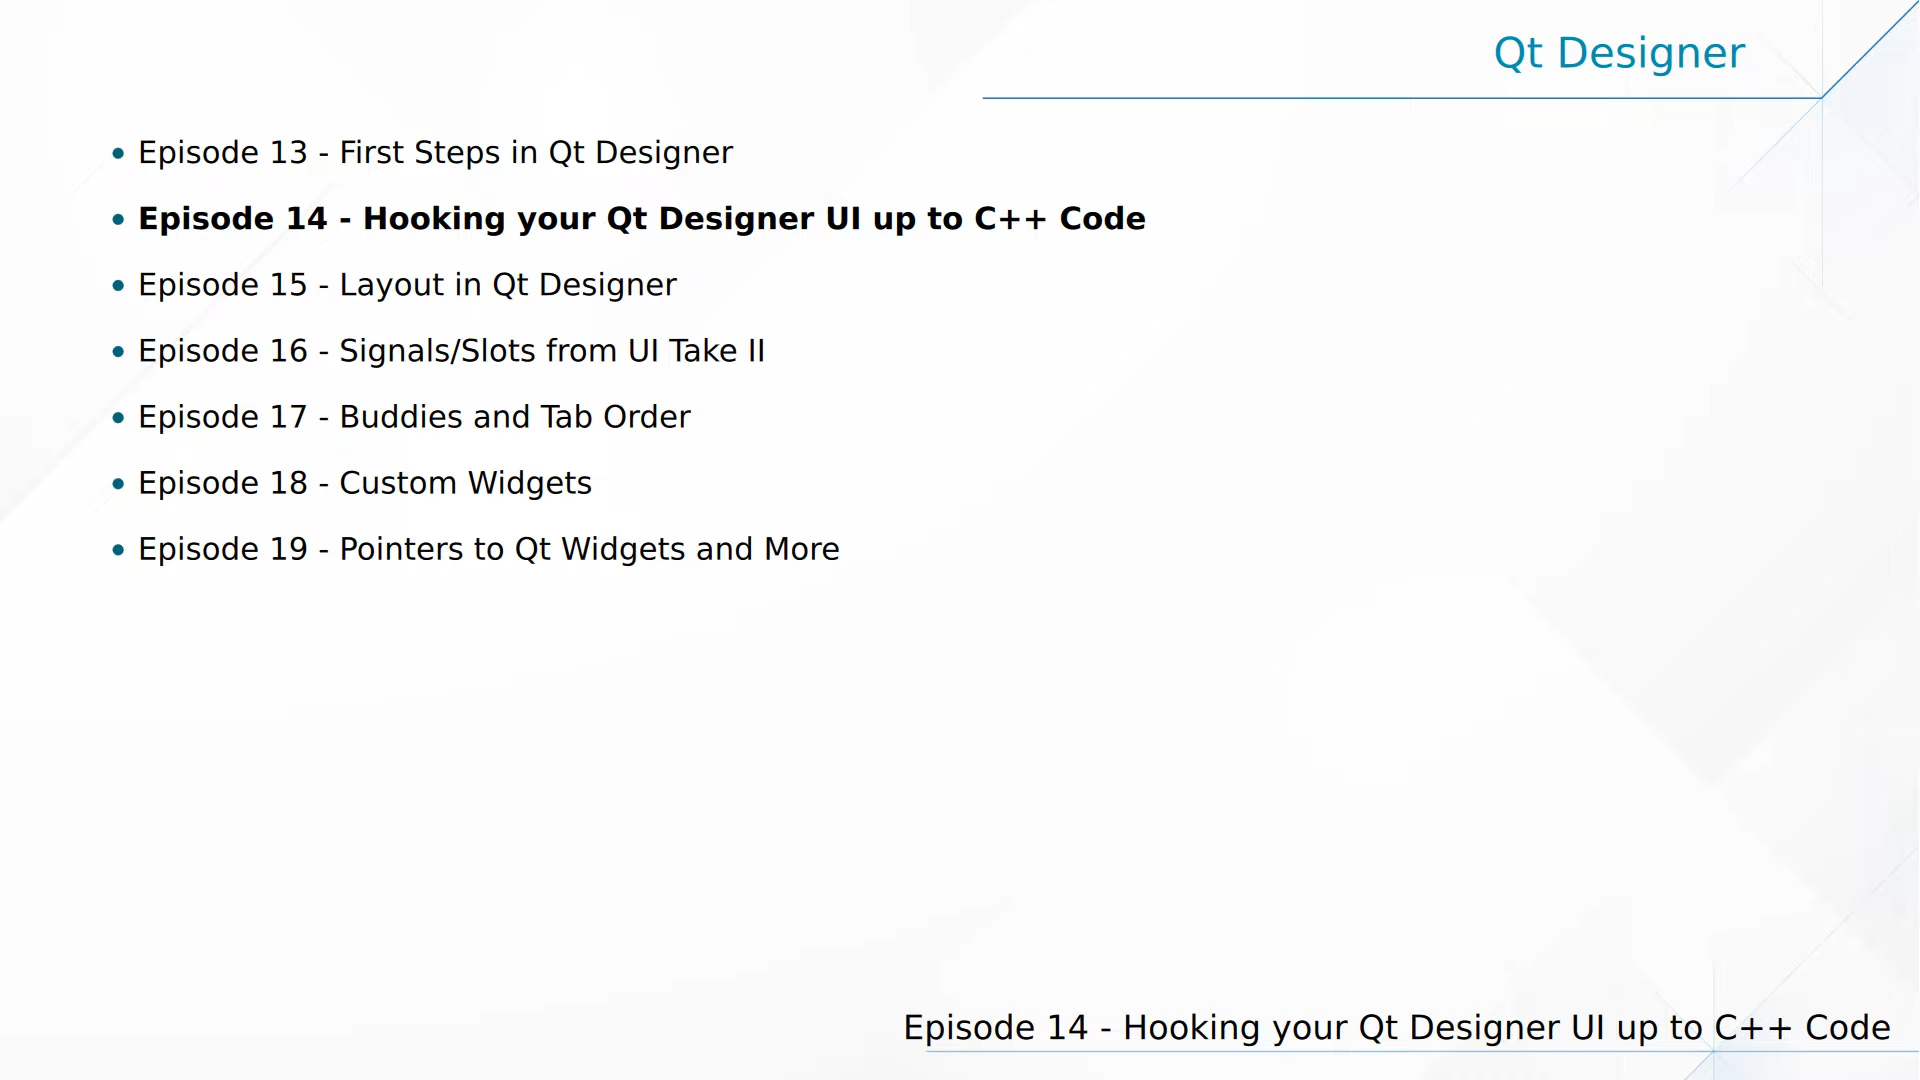 Qt Designer
• Episode 13 - First Steps in Qt Designer
• Episode 14 - Hooking your Qt Designer UI up to C++ Code
• Episode 15 - Layout in Qt Designer
• Episode 16 - Signals/Slots from UI Take II
• Episode 17 - Buddies and Tab Order
• Episode 18 - Custom Widgets
• Episode 19 - Pointers to Qt Widgets and More
Episode 14 - Hooking your Qt Designer UI up to C++ Code